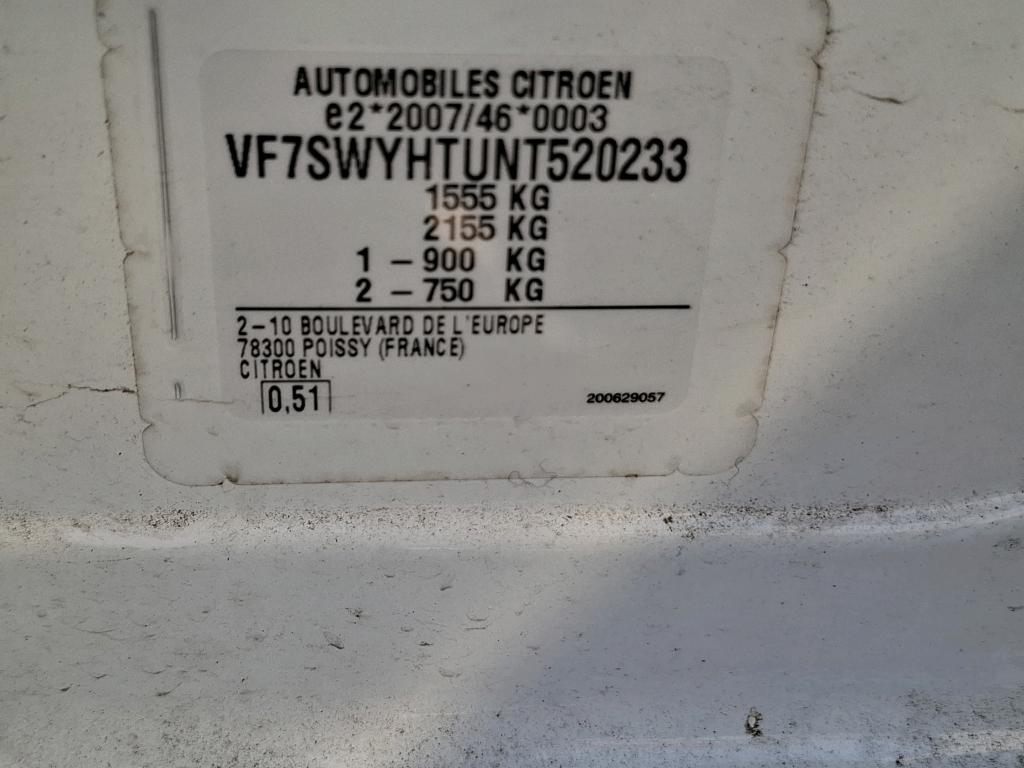 AUTOMOBILES CITROEN
e2*2007/46*0003
VF7SWYHTUNT520233
1555 KG
2155 KG
1 – 900 KG
2 – 750 KG
2-10 BOULEVARD DE L'EUROPE
78300 POISSY (FRANCE)
CITROEN
0,51
200629057